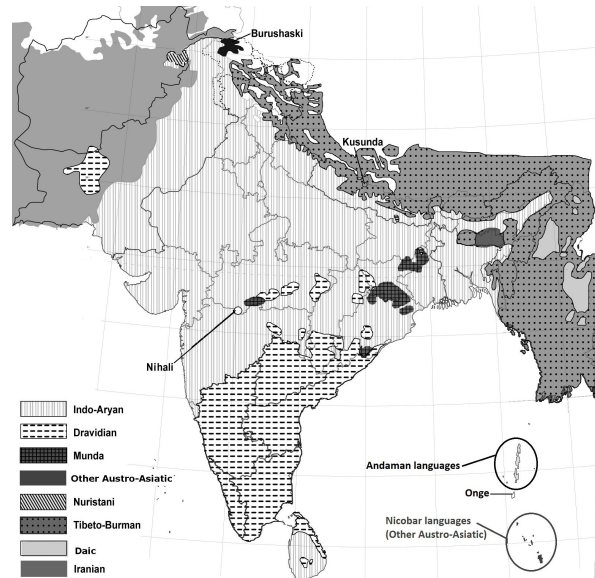 Burushaski
Kusunda
Nihali
Indo-Aryan
Dravidian
Munda
Other Austro-Asiatic
Nuristani
Tibeto-Burman
Daic
Iranian
Andaman languages
Onge
Nicobar languages
(Other Austro-Asiatic)